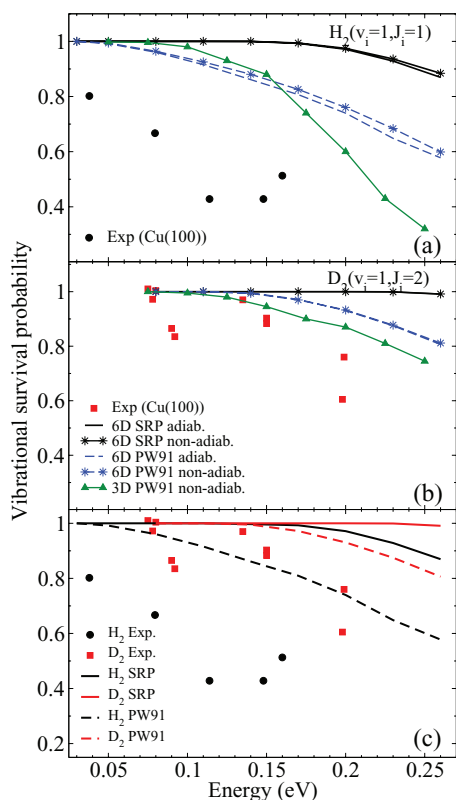 H₂(vᵢ=1,Jᵢ=1)
1
0.8
0.6
0.4
Exp (Cu(100))
(a)
D₂(vᵢ=1,Jᵢ=2)
1
0.8
0.6
0.4
Exp (Cu(100))
6D SRP adiab.
6D SRP non-adiab.
6D PW91 adiab.
6D PW91 non-adiab.
3D PW91 non-adiab.
(b)
Vibrational survival probability
1
0.8
0.6
0.4
0.2
H₂ Exp.
D₂ Exp.
H₂ SRP
D₂ SRP
H₂ PW91
D₂ PW91
(c)
0.05 0.1 0.15 0.2 0.25
Energy (eV)